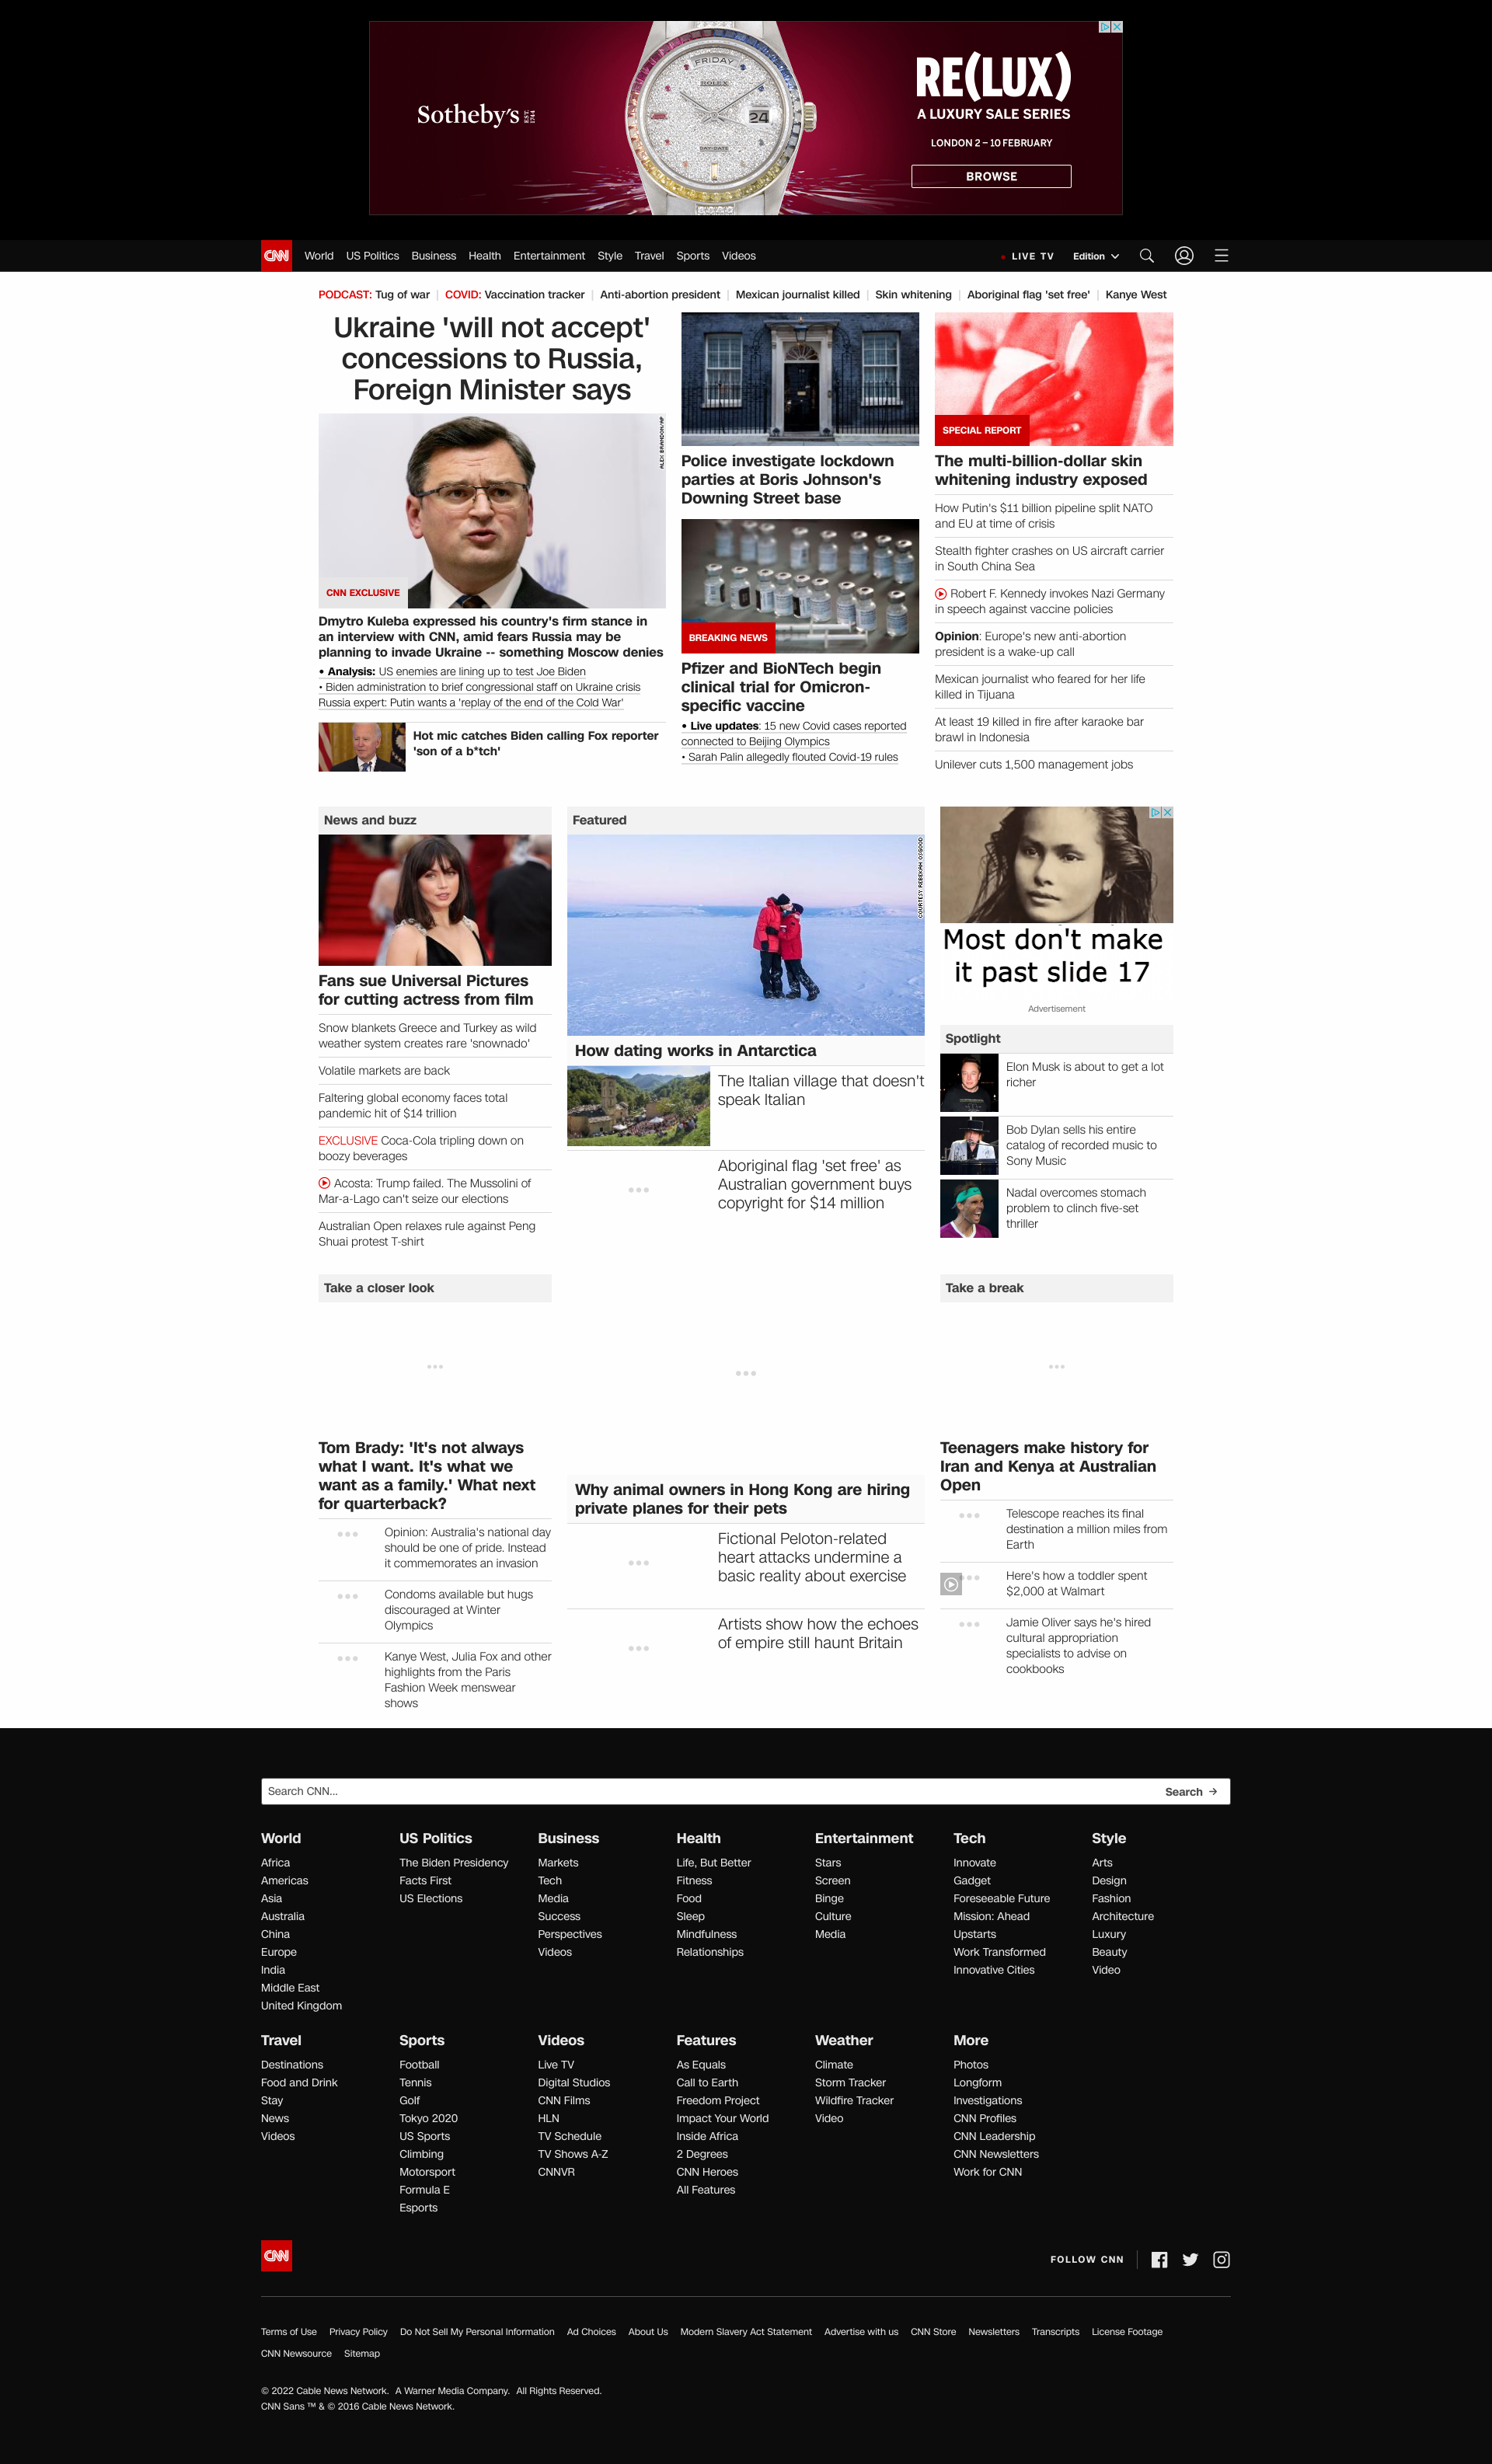 Sotheby's EST. 1744
FRIDAY
ROLEX
24
DAY-DATE
RE(LUX)
A LUXURY SALE SERIES
LONDON 2 – 10 FEBRUARY
BROWSE
CNN World US Politics Business Health Entertainment Style Travel Sports Videos LIVE TV Edition
PODCAST: Tug of war | COVID: Vaccination tracker | Anti-abortion president | Mexican journalist killed | Skin whitening | Aboriginal flag 'set free' | Kanye West
Ukraine 'will not accept'
concessions to Russia,
Foreign Minister says
ALEX BRANDON/AP
CNN EXCLUSIVE
Dmytro Kuleba expressed his country's firm stance in
an interview with CNN, amid fears Russia may be
planning to invade Ukraine -- something Moscow denies
• Analysis: US enemies are lining up to test Joe Biden
• Biden administration to brief congressional staff on Ukraine crisis
Russia expert: Putin wants a 'replay of the end of the Cold War'
Hot mic catches Biden calling Fox reporter
'son of a b*tch'
Police investigate lockdown
parties at Boris Johnson's
Downing Street base
BREAKING NEWS
Pfizer and BioNTech begin
clinical trial for Omicron-
specific vaccine
• Live updates: 15 new Covid cases reported
connected to Beijing Olympics
• Sarah Palin allegedly flouted Covid-19 rules
SPECIAL REPORT
The multi-billion-dollar skin
whitening industry exposed
How Putin's $11 billion pipeline split NATO
and EU at time of crisis
Stealth fighter crashes on US aircraft carrier
in South China Sea
Robert F. Kennedy invokes Nazi Germany
in speech against vaccine policies
Opinion: Europe's new anti-abortion
president is a wake-up call
Mexican journalist who feared for her life
killed in Tijuana
At least 19 killed in fire after karaoke bar
brawl in Indonesia
Unilever cuts 1,500 management jobs
News and buzz
Fans sue Universal Pictures
for cutting actress from film
Snow blankets Greece and Turkey as wild
weather system creates rare 'snownado'
Volatile markets are back
Faltering global economy faces total
pandemic hit of $14 trillion
EXCLUSIVE Coca-Cola tripling down on
boozy beverages
Acosta: Trump failed. The Mussolini of
Mar-a-Lago can't seize our elections
Australian Open relaxes rule against Peng
Shuai protest T-shirt
Featured
COURTESY REBEKAH OSGOOD
How dating works in Antarctica
The Italian village that doesn't
speak Italian
Aboriginal flag 'set free' as
Australian government buys
copyright for $14 million
Most don't make
it past slide 17
Advertisement
Spotlight
Elon Musk is about to get a lot
richer
Bob Dylan sells his entire
catalog of recorded music to
Sony Music
Nadal overcomes stomach
problem to clinch five-set
thriller
Take a closer look
Tom Brady: 'It's not always
what I want. It's what we
want as a family.' What next
for quarterback?
Opinion: Australia's national day
should be one of pride. Instead
it commemorates an invasion
Condoms available but hugs
discouraged at Winter
Olympics
Kanye West, Julia Fox and other
highlights from the Paris
Fashion Week menswear
shows
Why animal owners in Hong Kong are hiring
private planes for their pets
Fictional Peloton-related
heart attacks undermine a
basic reality about exercise
Artists show how the echoes
of empire still haunt Britain
Take a break
Teenagers make history for
Iran and Kenya at Australian
Open
Telescope reaches its final
destination a million miles from
Earth
Here's how a toddler spent
$2,000 at Walmart
Jamie Oliver says he's hired
cultural appropriation
specialists to advise on
cookbooks
Search CNN... Search →
World
Africa
Americas
Asia
Australia
China
Europe
India
Middle East
United Kingdom
US Politics
The Biden Presidency
Facts First
US Elections
Business
Markets
Tech
Media
Success
Perspectives
Videos
Health
Life, But Better
Fitness
Food
Sleep
Mindfulness
Relationships
Entertainment
Stars
Screen
Binge
Culture
Media
Tech
Innovate
Gadget
Foreseeable Future
Mission: Ahead
Upstarts
Work Transformed
Innovative Cities
Style
Arts
Design
Fashion
Architecture
Luxury
Beauty
Video
Travel
Destinations
Food and Drink
Stay
News
Videos
Sports
Football
Tennis
Golf
Tokyo 2020
US Sports
Climbing
Motorsport
Formula E
Esports
Videos
Live TV
Digital Studios
CNN Films
HLN
TV Schedule
TV Shows A-Z
CNNVR
Features
As Equals
Call to Earth
Freedom Project
Impact Your World
Inside Africa
2 Degrees
CNN Heroes
All Features
Weather
Climate
Storm Tracker
Wildfire Tracker
Video
More
Photos
Longform
Investigations
CNN Profiles
CNN Leadership
CNN Newsletters
Work for CNN
CNN FOLLOW CNN
Terms of Use Privacy Policy Do Not Sell My Personal Information Ad Choices About Us Modern Slavery Act Statement Advertise with us CNN Store Newsletters Transcripts License Footage
CNN Newsource Sitemap
© 2022 Cable News Network. A Warner Media Company. All Rights Reserved.
CNN Sans ™ & © 2016 Cable News Network.